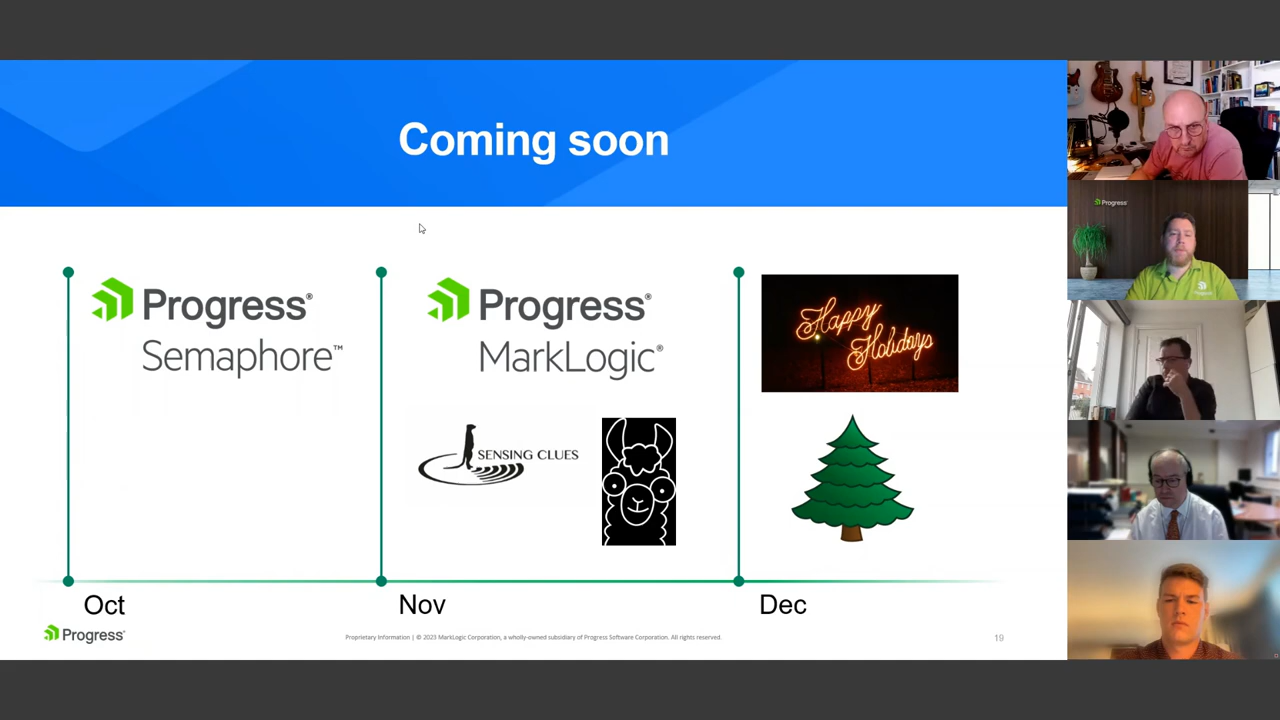 Coming soon
Progress®
Semaphore™
Progress®
MarkLogic®
SENSING CLUES
Happy
Holidays
Oct
Nov
Dec
Progress®
Proprietary Information | © 2023 MarkLogic Corporation, a wholly-owned subsidiary of Progress Software Corporation. All rights reserved.
19
Progress®